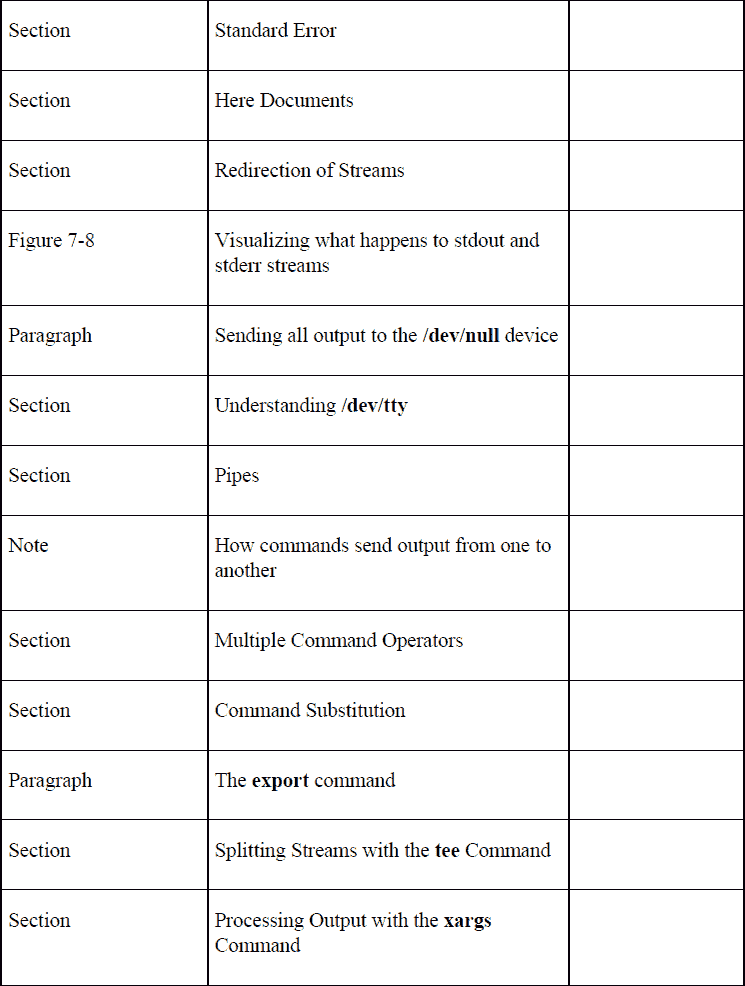 Section Standard Error
Section Here Documents
Section Redirection of Streams
Figure 7-8 Visualizing what happens to stdout and
stderr streams
Paragraph Sending all output to the /dev/null device
Section Understanding /dev/tty
Section Pipes
Note How commands send output from one to
another
Section Multiple Command Operators
Section Command Substitution
Paragraph The export command
Section Splitting Streams with the tee Command
Section Processing Output with the xargs
Command